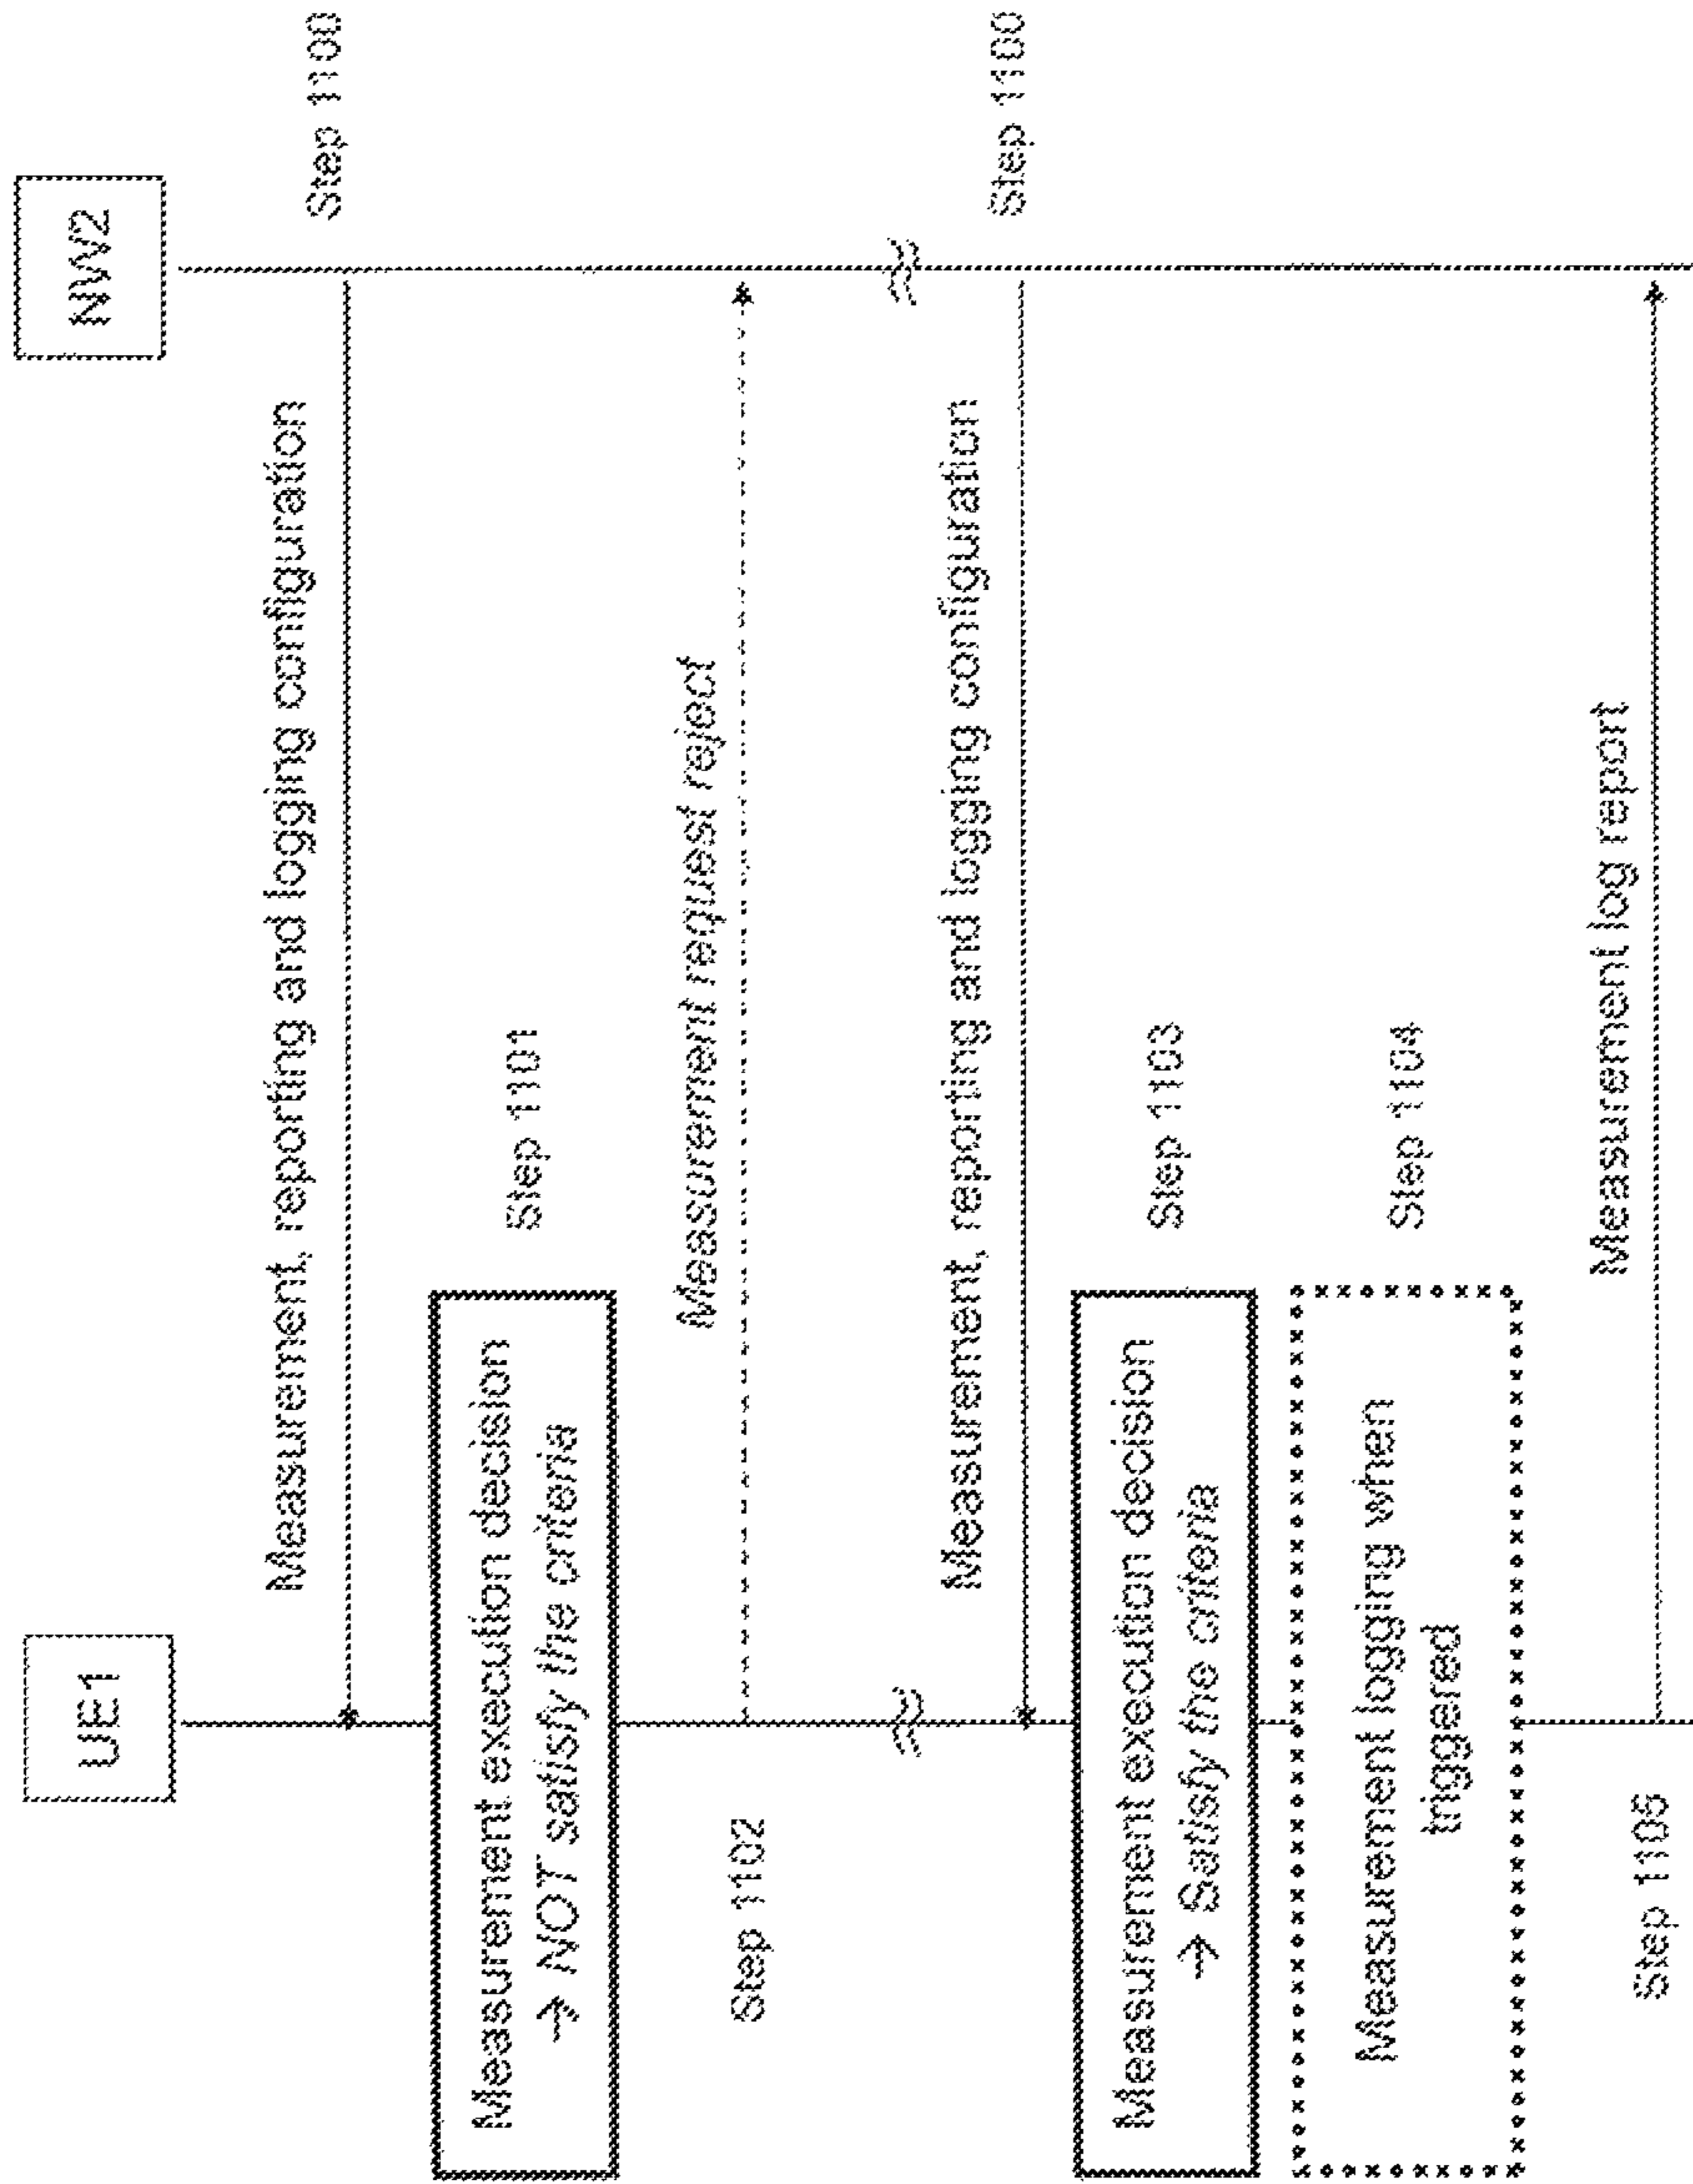 UE1
NW2
Measurement, reporting and logging configuration
Step 1100
Measurement execution decision
→ NOT satisfy the criteria
Step 1101
Measurement request reject
Step 1102
Measurement, reporting and logging configuration
Step 1100
Measurement execution decision
→ Satisfy the criteria
Step 1103
Measurement logging when
triggered
Step 1104
Measurement log report
Step 1105